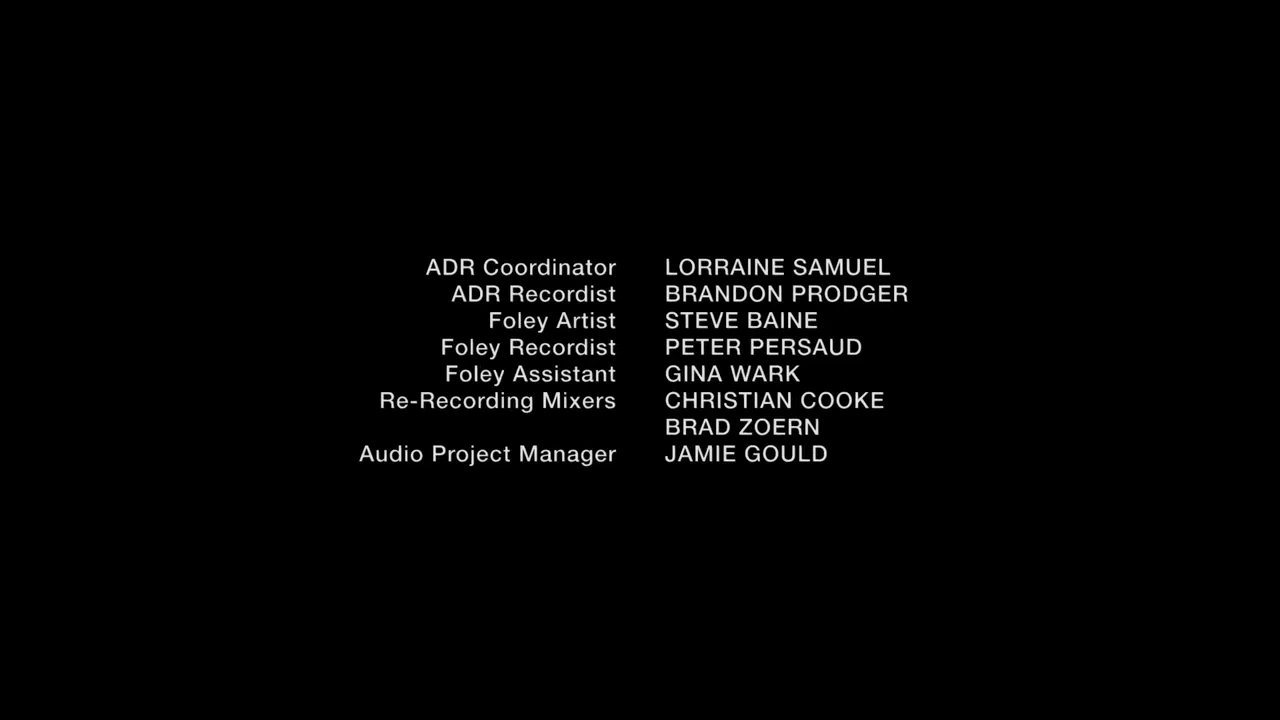 ADR Coordinator LORRAINE SAMUEL
ADR Recordist BRANDON PRODGER
Foley Artist STEVE BAINE
Foley Recordist PETER PERSAUD
Foley Assistant GINA WARK
Re-Recording Mixers CHRISTIAN COOKE
BRAD ZOERN
Audio Project Manager JAMIE GOULD